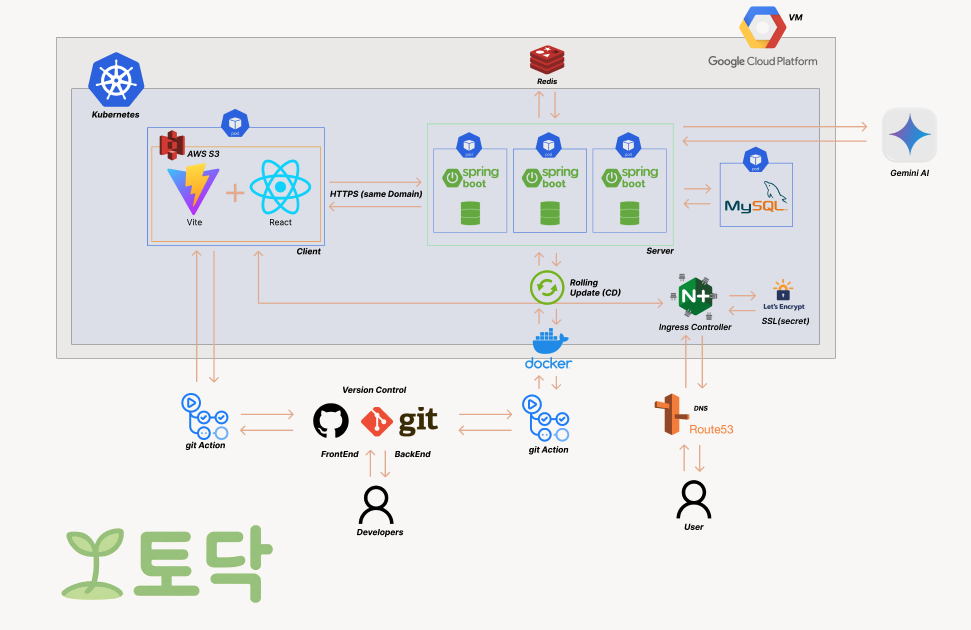 VM
Google Cloud Platform
Kubernetes
Redis
pod
AWS S3
Vite
React
Client
HTTPS (same Domain)
pod
pod
pod
spring
boot
spring
boot
spring
boot
Server
pod
MySQL
Gemini AI
Rolling
Update (CD)
N+
Ingress Controller
Let's Encrypt
SSL(secret)
docker
git Action
Version Control
git
FrontEnd
BackEnd
git Action
DNS
Route53
Developers
User
토닥